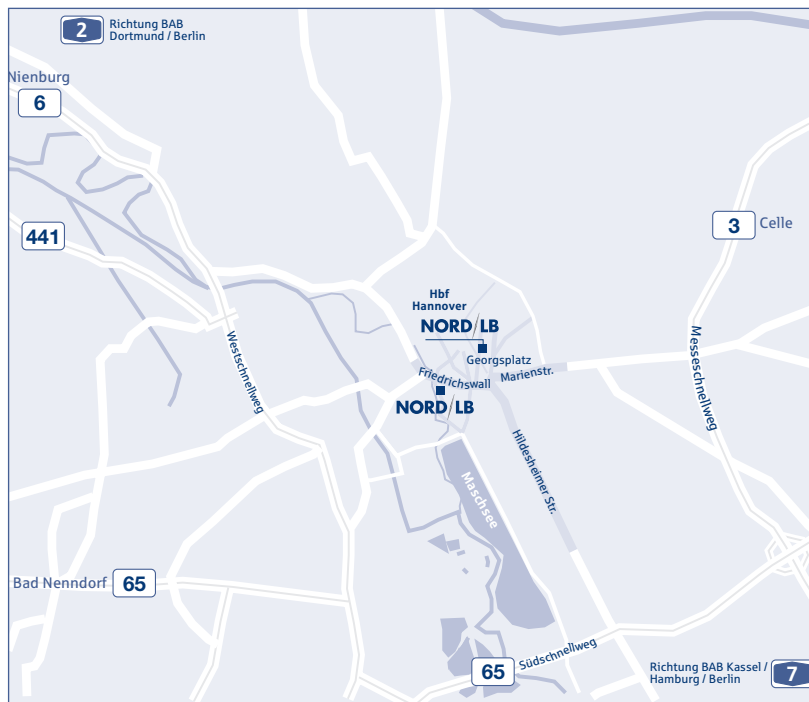 2
Richtung BAB
Dortmund / Berlin
Nienburg
6
441
3
Celle
Hbf
Hannover
NORD/LB
Georgsplatz
Friedrichswall
Marienstr.
NORD/LB
Westschnellweg
Messeschnellweg
Hildesheimer Str.
Maschsee
Bad Nenndorf
65
65
Südschnellweg
Richtung BAB Kassel /
Hamburg / Berlin
7